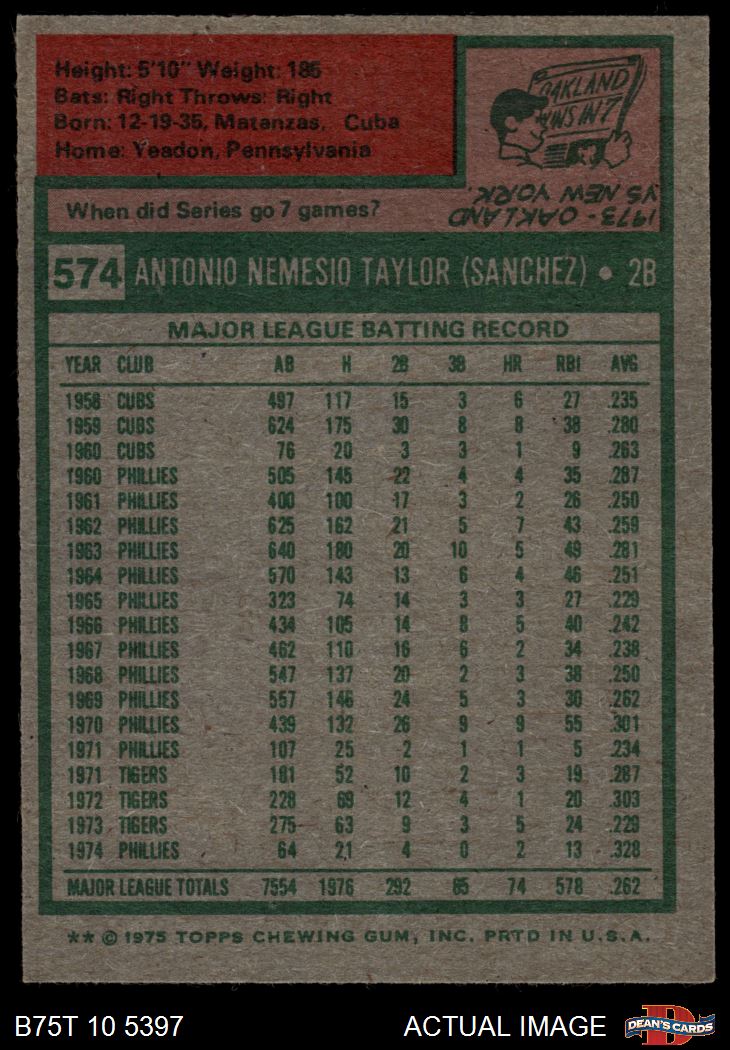 Height: 5'10" Weight: 185
Bats: Right Throws: Right
Born: 12-19-35, Matanzas, Cuba
Home: Yeadon, Pennsylvania
OAKLAND
WINS IN 7
When did Series go 7 games?
1973 - OAKLAND
VS NEW YORK.
574 ANTONIO NEMESIO TAYLOR (SANCHEZ) • 2B
MAJOR LEAGUE BATTING RECORD
YEAR CLUB AB H 2B 3B HR RBI AVG
1958 CUBS 497 117 15 3 6 27 .235
1959 CUBS 624 175 30 8 8 38 .280
1960 CUBS 76 20 3 3 1 9 .263
1960 PHILLIES 505 145 22 4 4 35 .287
1961 PHILLIES 400 100 17 3 2 26 .250
1962 PHILLIES 625 162 21 5 7 43 .259
1963 PHILLIES 640 180 20 10 5 49 .281
1964 PHILLIES 570 143 13 6 4 46 .251
1965 PHILLIES 323 74 14 3 3 27 .229
1966 PHILLIES 434 105 14 8 5 40 .242
1967 PHILLIES 462 110 16 6 2 34 .238
1968 PHILLIES 547 137 20 2 3 38 .250
1969 PHILLIES 557 146 24 5 3 30 .262
1970 PHILLIES 439 132 26 9 9 55 .301
1971 PHILLIES 107 25 2 1 1 5 .234
1971 TIGERS 181 52 10 2 3 19 .287
1972 TIGERS 228 69 12 4 1 20 .303
1973 TIGERS 275 63 9 3 5 24 .229
1974 PHILLIES 64 21 4 0 2 13 .328
MAJOR LEAGUE TOTALS 7554 1976 292 85 74 578 .262
** © 1975 TOPPS CHEWING GUM, INC. PRTD IN U.S.A.
B75T 10 5397 ACTUAL IMAGE
D
DEAN'S CARDS